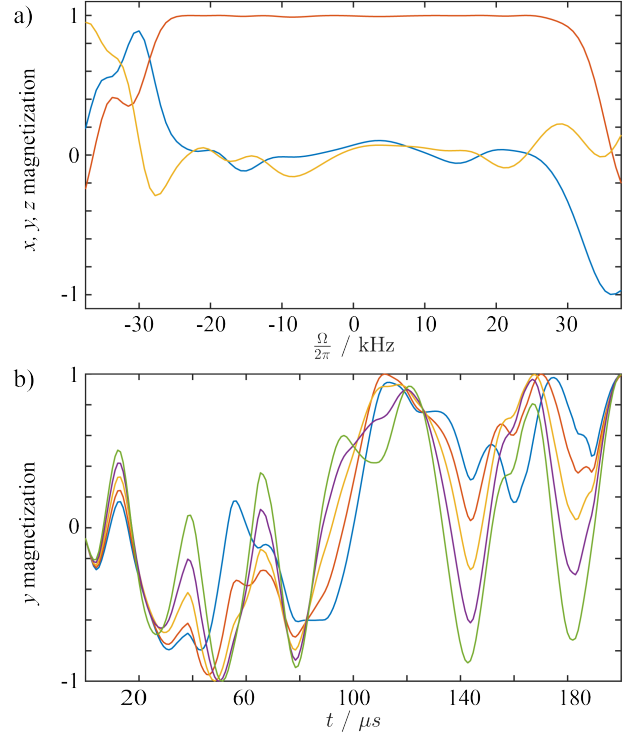 a)
1
0
-1
x, y, z magnetization
-30 -20 -10 0 10 20 30
Ω/2π / kHz
b)
1
0
-1
y magnetization
20 40 60 80 100 120 140 160 180
t / μs